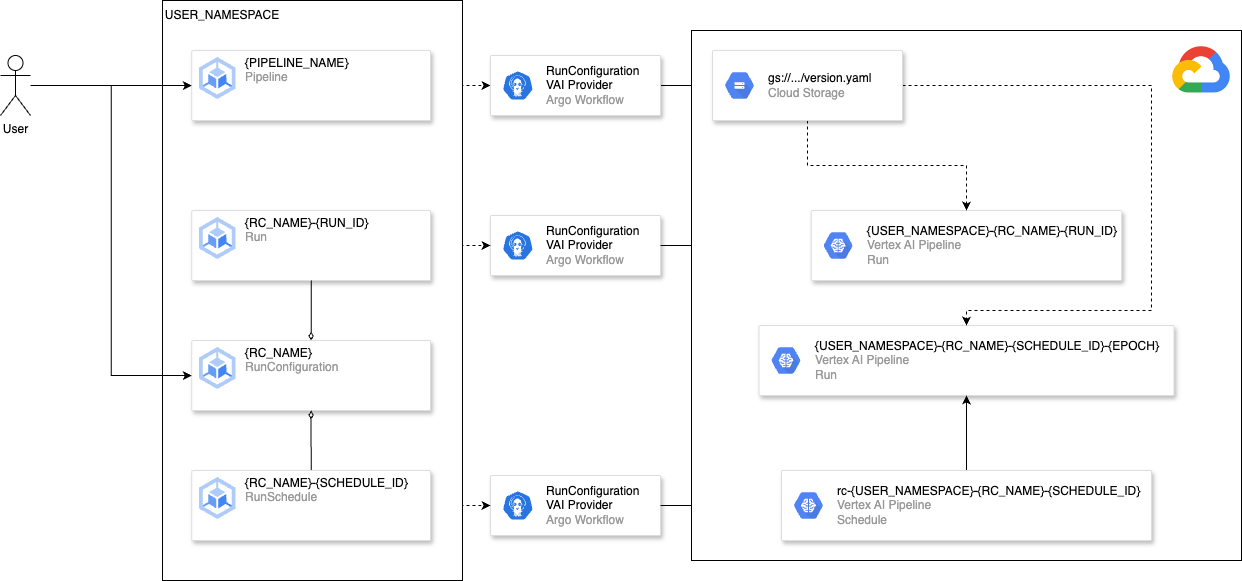 User
USER_NAMESPACE
{PIPELINE_NAME}
Pipeline
{RC_NAME}-{RUN_ID}
Run
{RC_NAME}
RunConfiguration
{RC_NAME}-{SCHEDULE_ID}
RunSchedule
RunConfiguration
VAI Provider
Argo Workflow
RunConfiguration
VAI Provider
Argo Workflow
RunConfiguration
VAI Provider
Argo Workflow
gs://.../version.yaml
Cloud Storage
{USER_NAMESPACE}-{RC_NAME}-{RUN_ID}
Vertex AI Pipeline
Run
{USER_NAMESPACE}-{RC_NAME}-{SCHEDULE_ID}-{EPOCH}
Vertex AI Pipeline
Run
rc-{USER_NAMESPACE}-{RC_NAME}-{SCHEDULE_ID}
Vertex AI Pipeline
Schedule